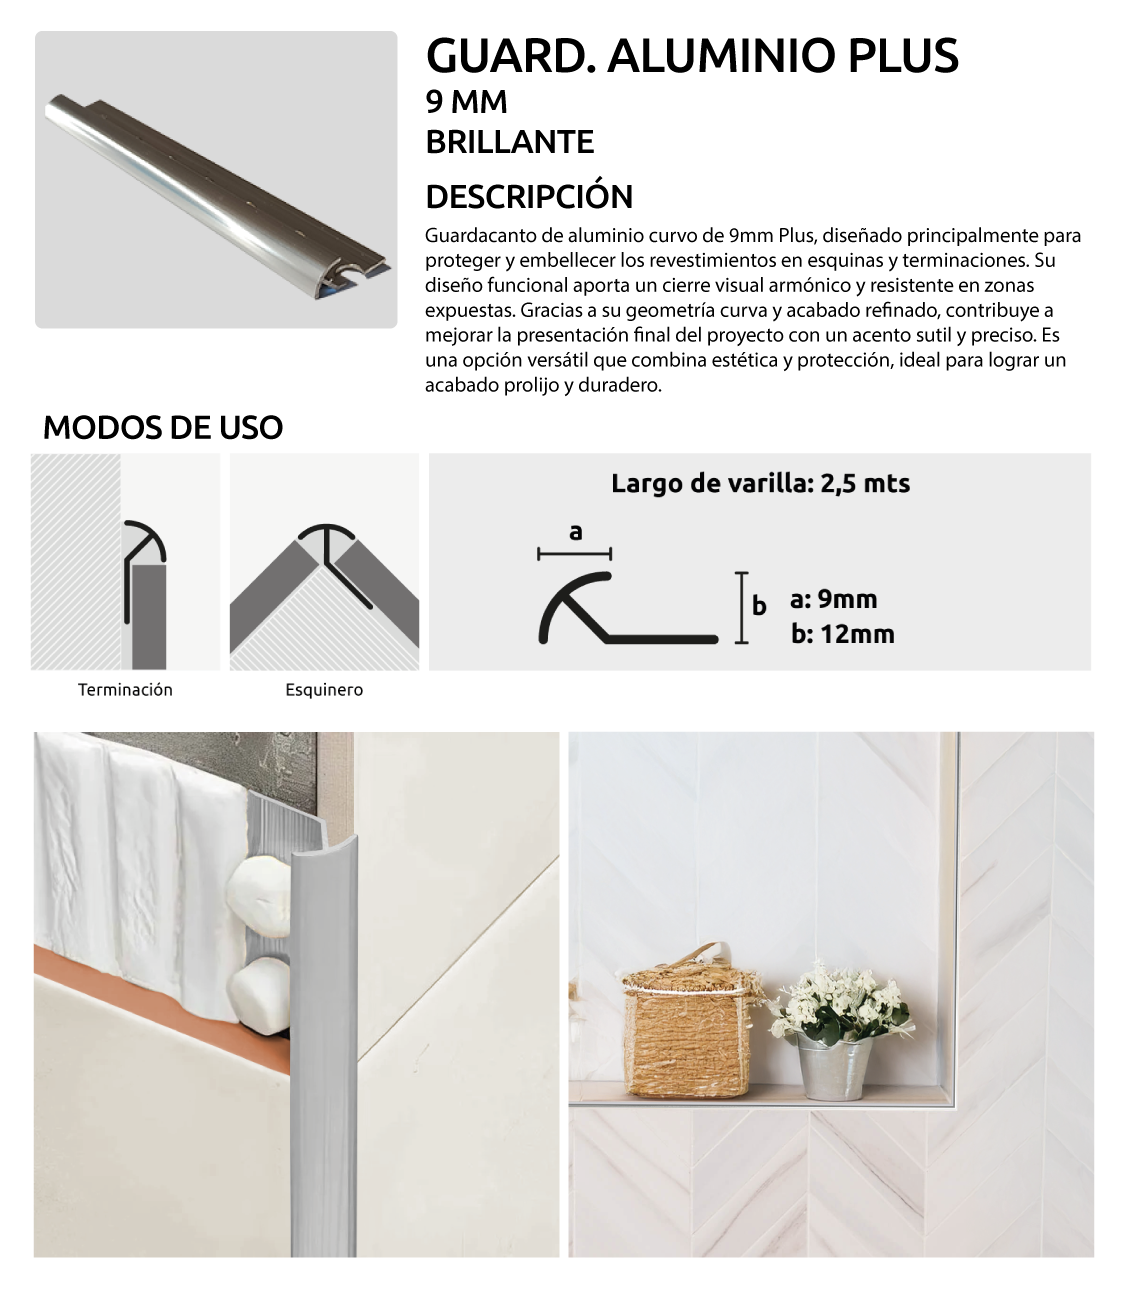 GUARD. ALUMINIO PLUS
9 MM
BRILLANTE
DESCRIPCIÓN
Guardacanto de aluminio curvo de 9mm Plus, diseñado principalmente para
proteger y embellecer los revestimientos en esquinas y terminaciones. Su
diseño funcional aporta un cierre visual armónico y resistente en zonas
expuestas. Gracias a su geometría curva y acabado refinado, contribuye a
mejorar la presentación final del proyecto con un acento sutil y preciso. Es
una opción versátil que combina estética y protección, ideal para lograr un
acabado prolijo y duradero.
MODOS DE USO
Terminación
Esquinero
Largo de varilla: 2,5 mts
a
b
a: 9mm
b: 12mm